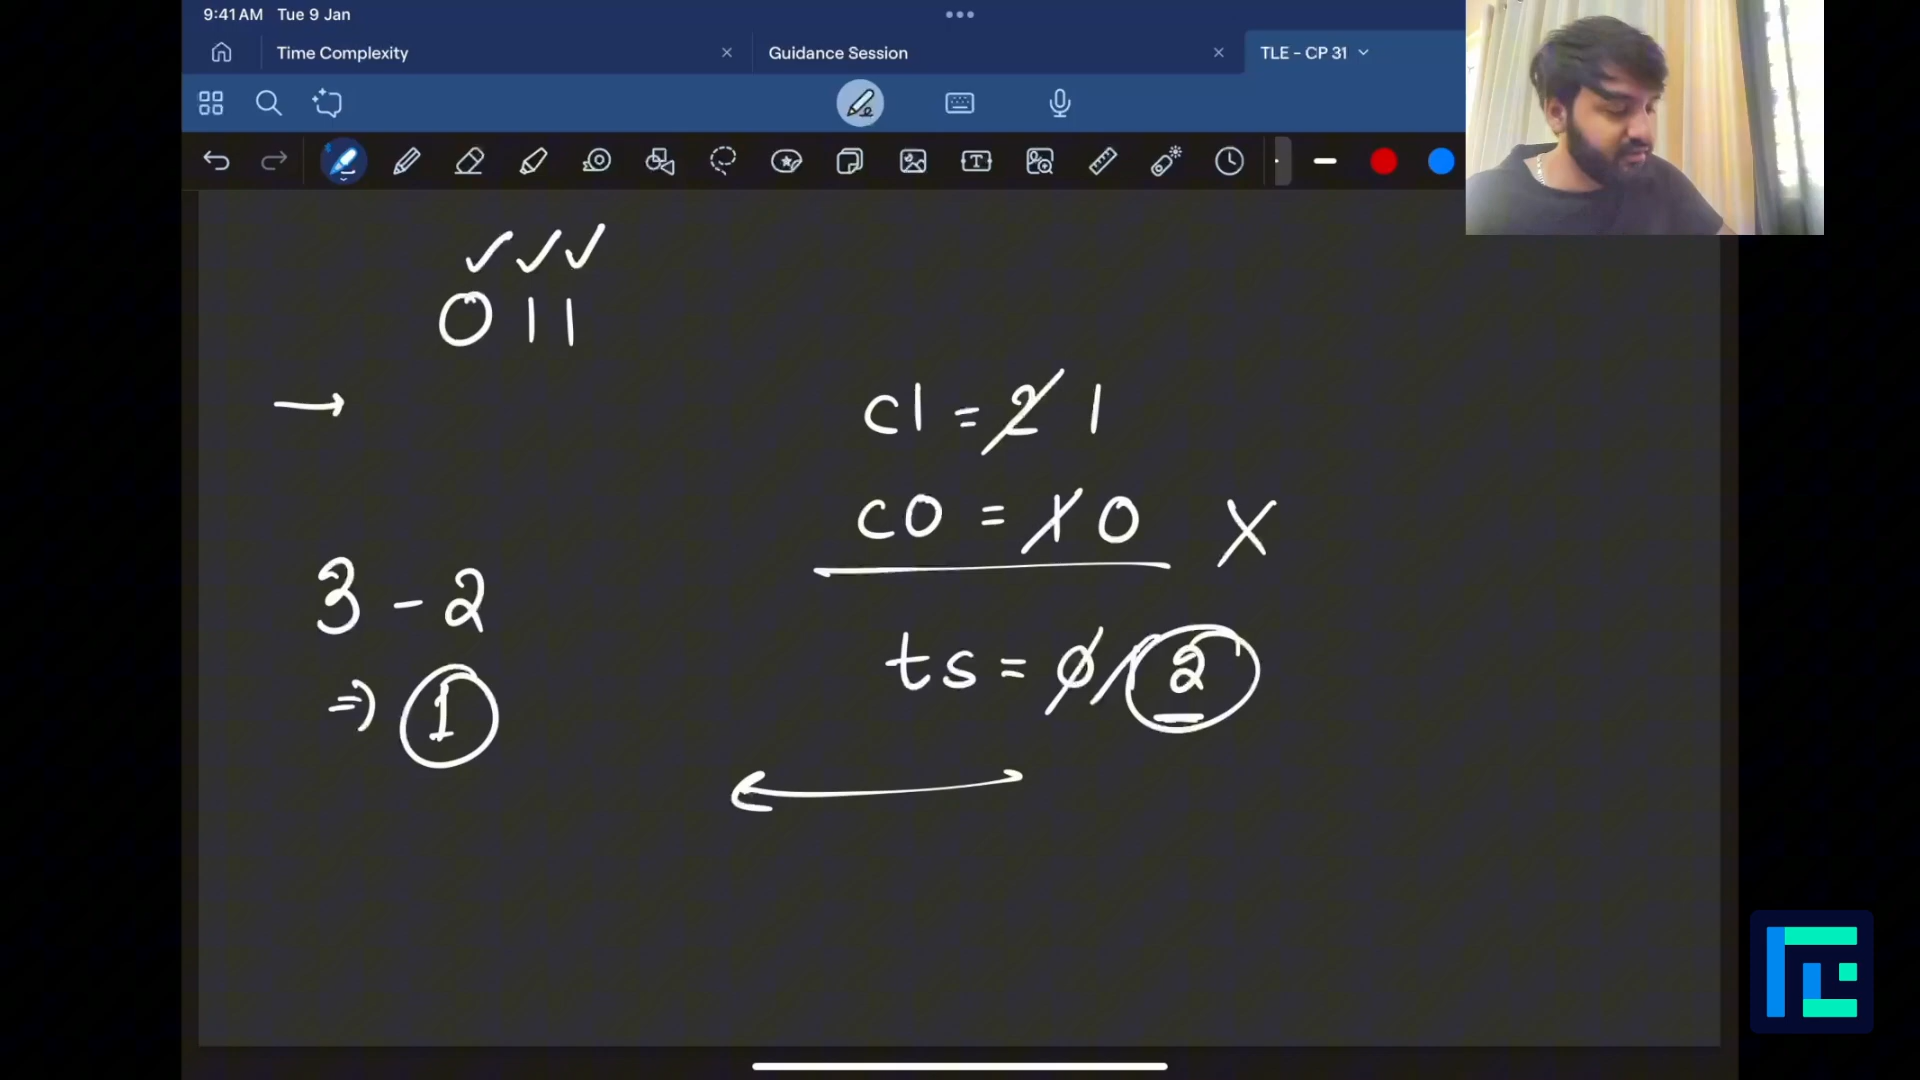 9:41 AM Tue 9 Jan
Time Complexity
Guidance Session
TLE - CP 31
0 1 1
c1 = 2 1
c0 = 1 0 X
3 - 2
ts = 0 1 2
=> 1